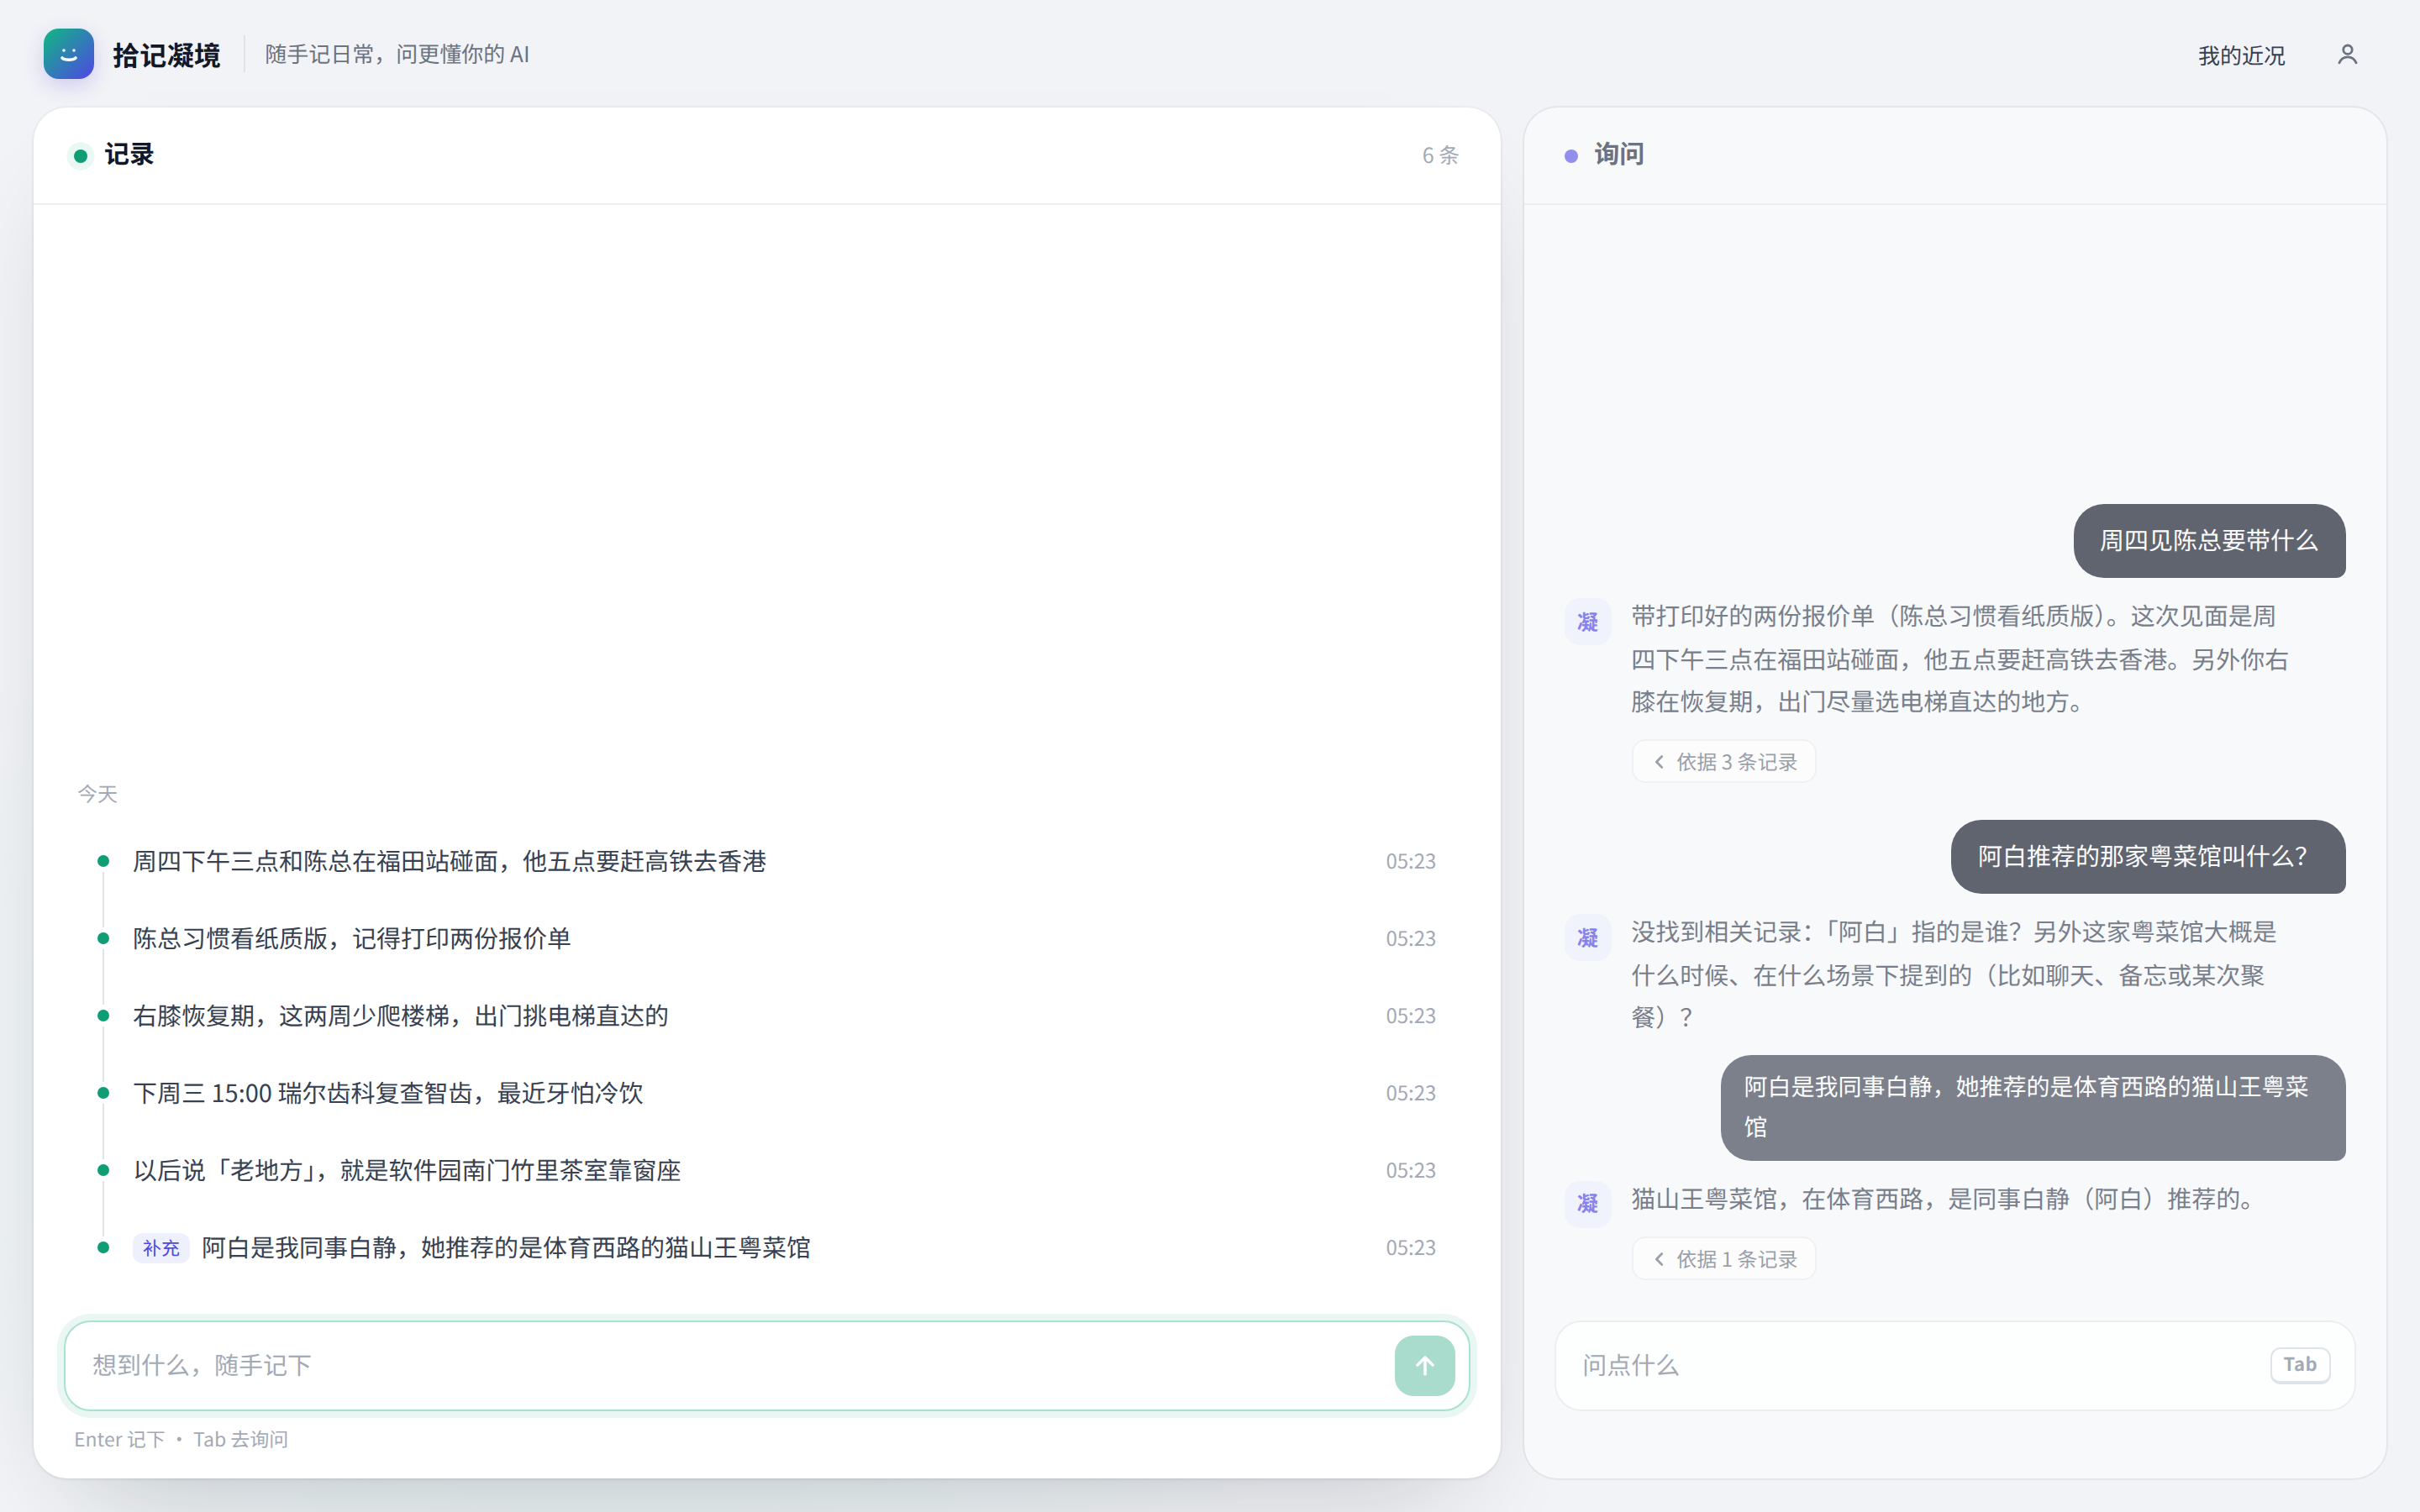 拾记凝境
随手记日常，问更懂你的 AI
我的近况
记录
6 条
今天
周四下午三点和陈总在福田站碰面，他五点要赶高铁去香港
05:23
陈总习惯看纸质版，记得打印两份报价单
05:23
右膝恢复期，这两周少爬楼梯，出门挑电梯直达的
05:23
下周三 15:00 瑞尔齿科复查智齿，最近牙怕冷饮
05:23
以后说「老地方」，就是软件园南门竹里茶室靠窗座
05:23
补充 阿白是我同事白静，她推荐的是体育西路的猫山王粤菜馆
05:23
想到什么，随手记下
Enter 记下 · Tab 去询问
询问
周四见陈总要带什么
凝
带打印好的两份报价单（陈总习惯看纸质版）。这次见面是周
四下午三点在福田站碰面，他五点要赶高铁去香港。另外你右
膝在恢复期，出门尽量选电梯直达的地方。
依据 3 条记录
阿白推荐的那家粤菜馆叫什么？
凝
没找到相关记录：「阿白」指的是谁？另外这家粤菜馆大概是
什么时候、在什么场景下提到的（比如聊天、备忘或某次聚
餐）？
阿白是我同事白静，她推荐的是体育西路的猫山王粤菜
馆
凝
猫山王粤菜馆，在体育西路，是同事白静（阿白）推荐的。
依据 1 条记录
问点什么
Tab